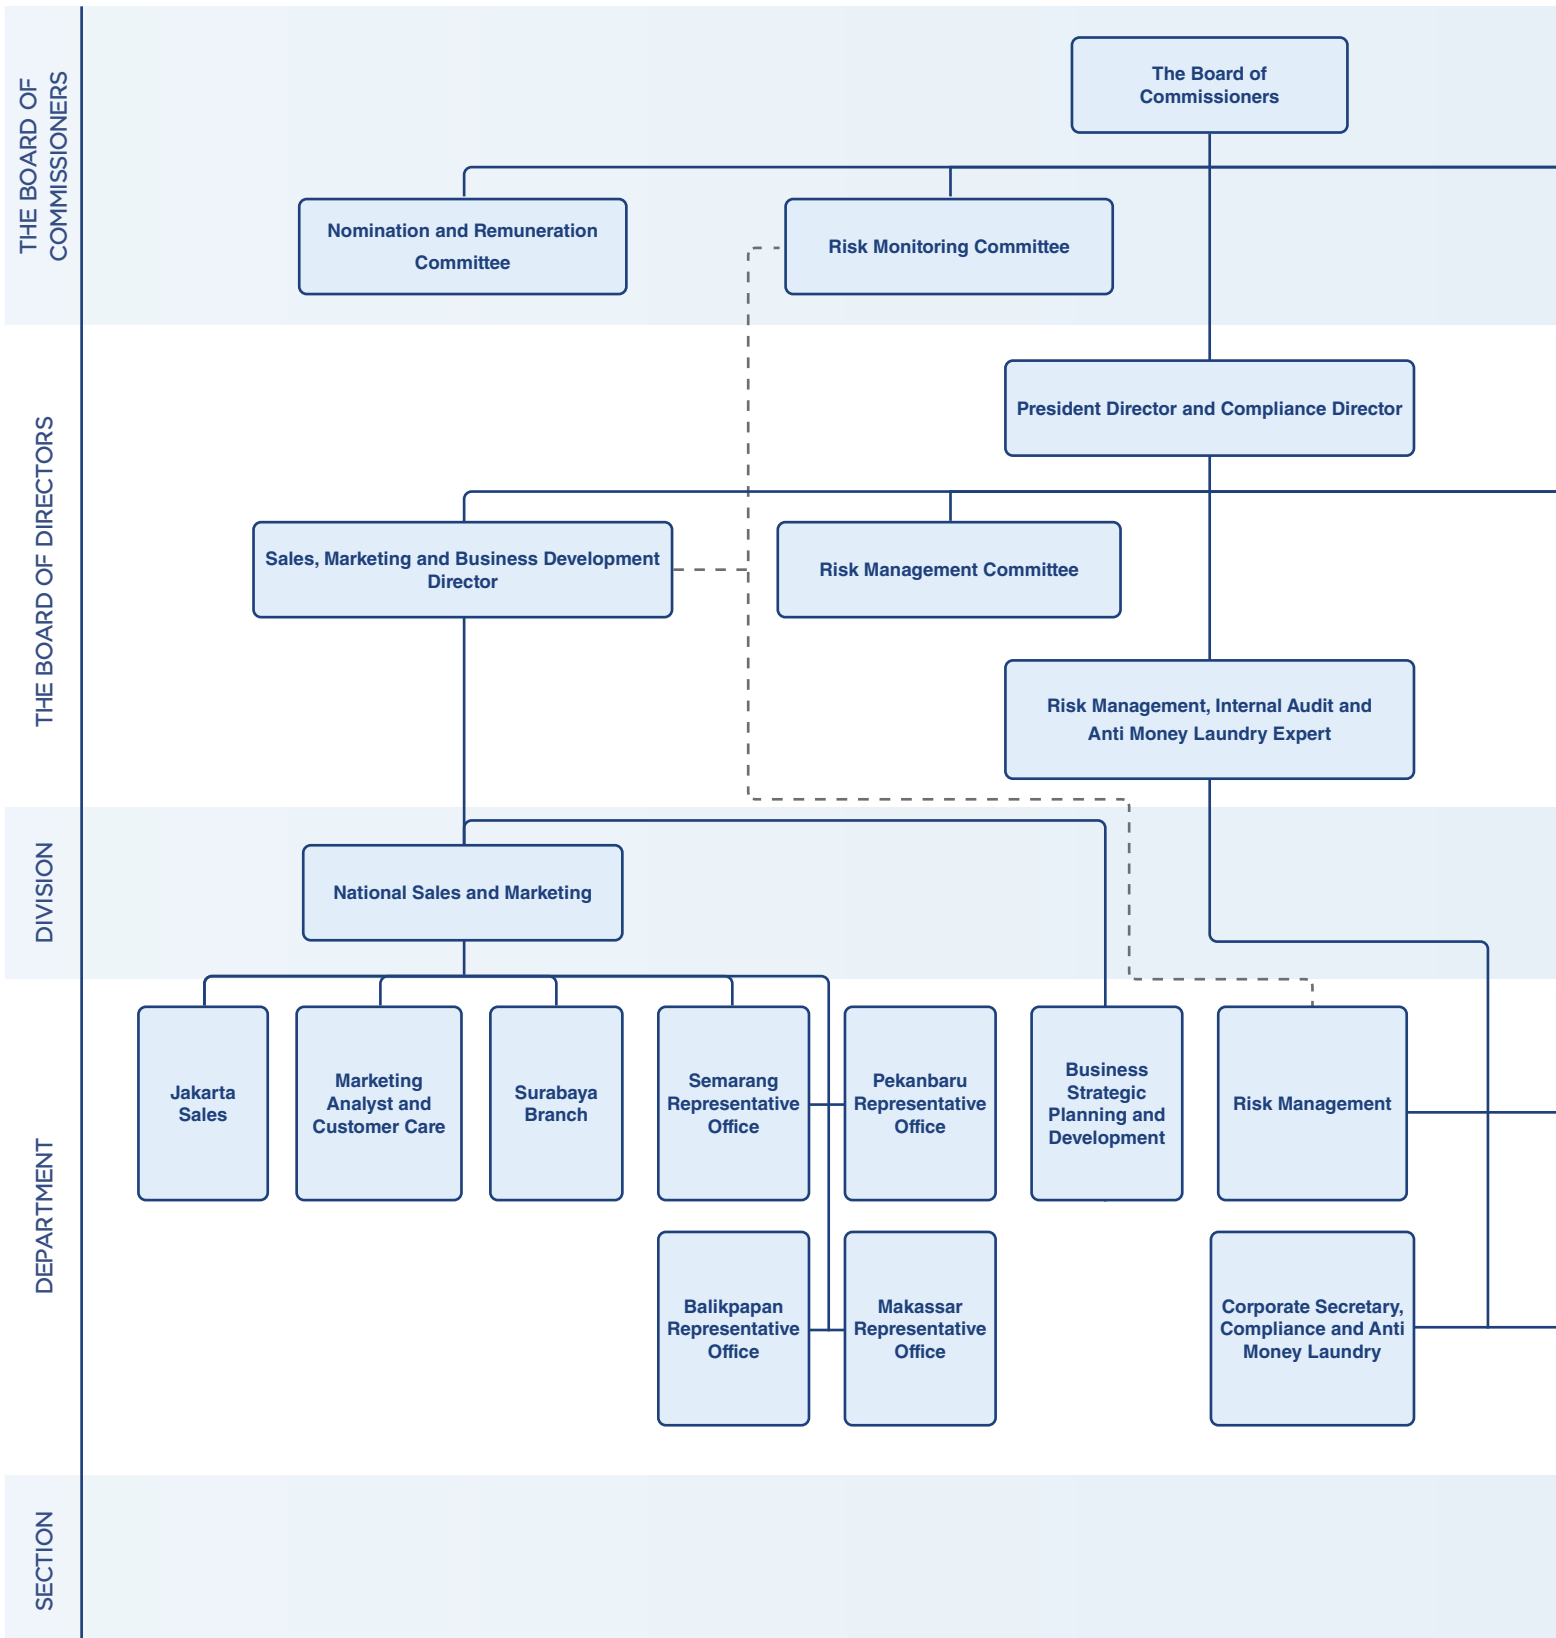 THE BOARD OF
COMMISSIONERS
The Board of
Commissioners
Nomination and Remuneration
Committee
Risk Monitoring Committee
THE BOARD OF DIRECTORS
President Director and Compliance Director
Sales, Marketing and Business Development
Director
Risk Management Committee
Risk Management, Internal Audit and
Anti Money Laundry Expert
DIVISION
National Sales and Marketing
DEPARTMENT
Jakarta
Sales
Marketing
Analyst and
Customer Care
Surabaya
Branch
Semarang
Representative
Office
Pekanbaru
Representative
Office
Business
Strategic
Planning and
Development
Risk Management
Balikpapan
Representative
Office
Makassar
Representative
Office
Corporate Secretary,
Compliance and Anti
Money Laundry
SECTION